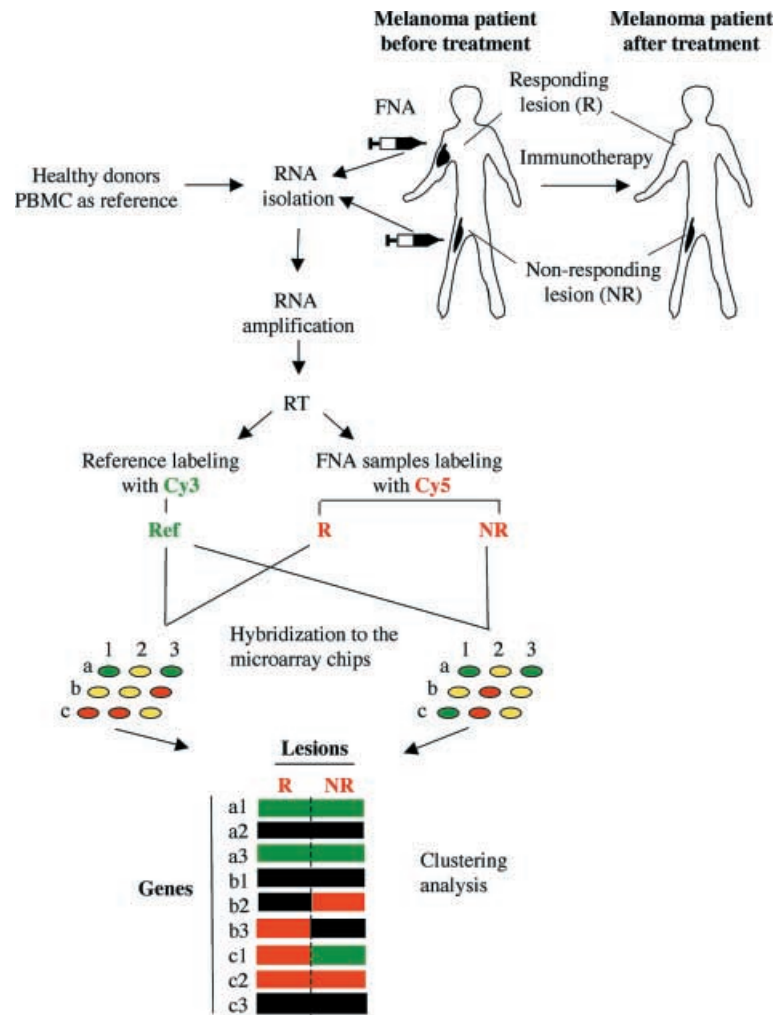 Melanoma patient
before treatment
Melanoma patient
after treatment
FNA
Responding
lesion (R)
Immunotherapy
Healthy donors
PBMC as reference
RNA
isolation
Non-responding
lesion (NR)
RNA
amplification
RT
Reference labeling
with Cy3
FNA samples labeling
with Cy5
Ref
R
NR
Hybridization to the
microarray chips
1 2 3
a
b
c
1 2 3
a
b
c
Lesions
R NR
Genes
a1
a2
a3
b1
b2
b3
c1
c2
c3
Clustering
analysis